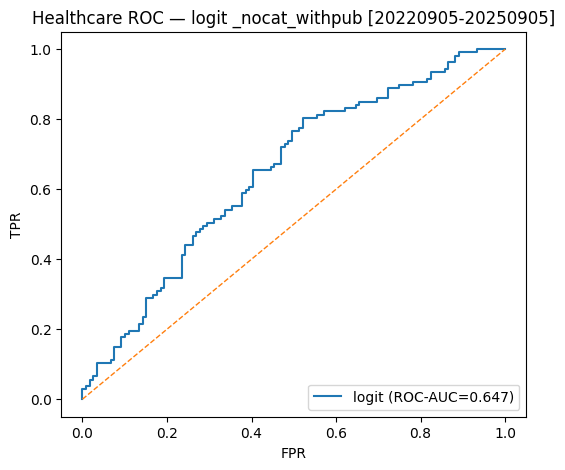 Healthcare ROC — logit _nocat_withpub [20220905-20250905]
1.0
0.8
0.6
0.4
0.2
0.0
TPR
0.0 0.2 0.4 0.6 0.8 1.0
FPR
logit (ROC-AUC=0.647)